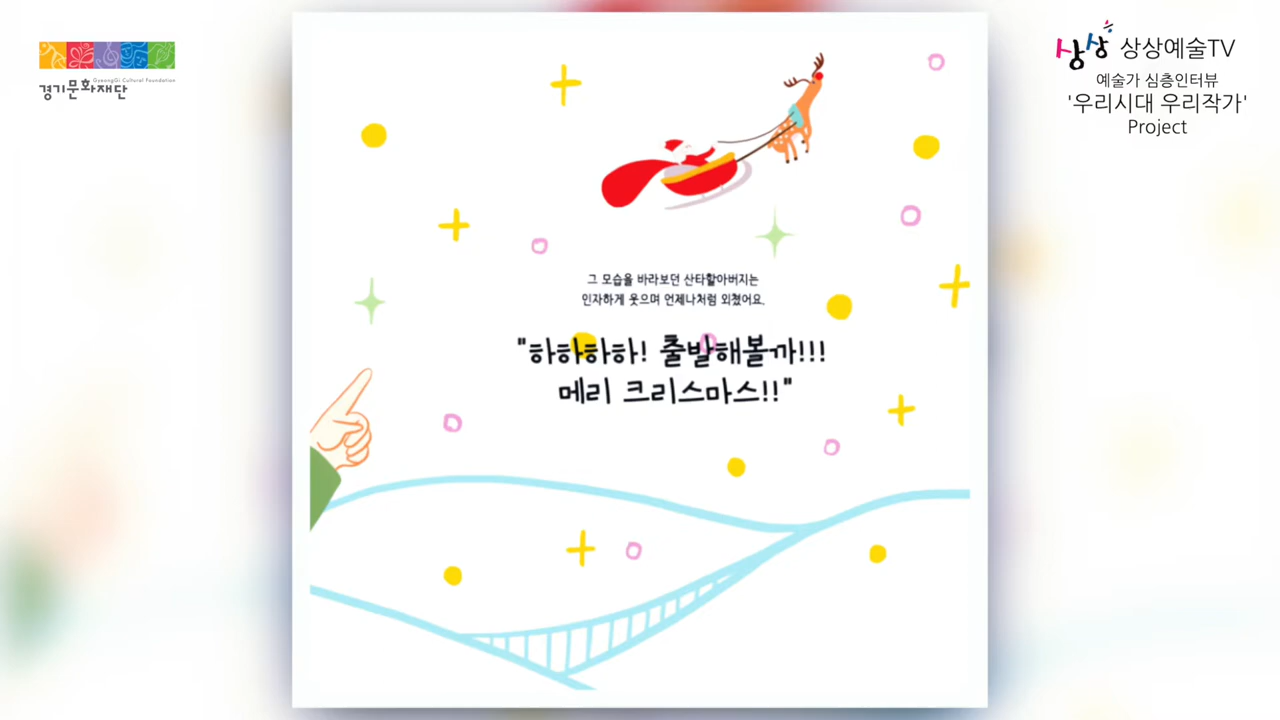 GyeongGi Cultural Foundation
경기문화재단
상상 상상예술TV
예술가 심층인터뷰
'우리시대 우리작가'
Project
그 모습을 바라보던 산타할아버지는
인자하게 웃으며 언제나처럼 외쳤어요.
"하하하하! 출발해볼까!!!
메리 크리스마스!!"